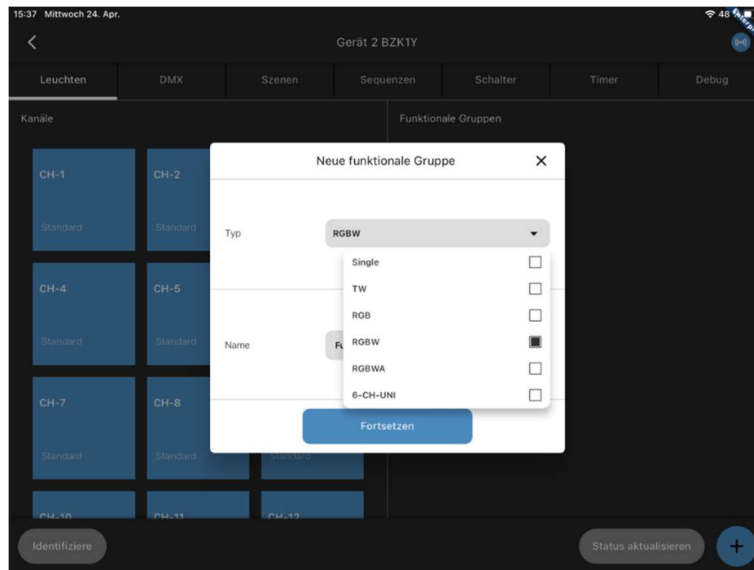 15:37 Mittwoch 24. Apr.
48
Gerät 2 BZK1Y
Leuchten DMX Szenen Sequenzen Schalter Timer Debug
Kanäle
Funktionale Gruppen
Neue funktionale Gruppe
CH-1 CH-2
Standard Standard
Typ RGBW
Single
TW
RGB
RGBW
RGBWA
6-CH-UNI
CH-4 CH-5
Standard Standard
Name
CH-7 CH-8
Fortsetzen
Standard Standard Standard
CH-10 CH-11 CH-12
Identifiziere
Status aktualisieren